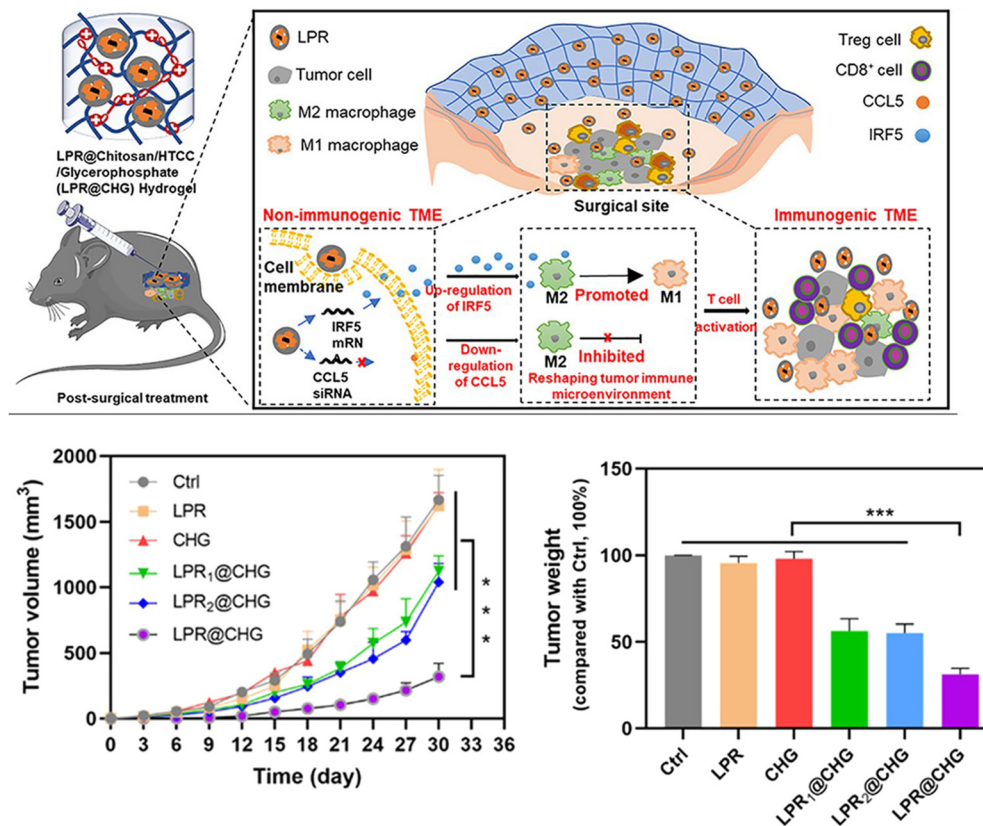 LPR
Tumor cell
M2 macrophage
M1 macrophage
Treg cell
CD8⁺ cell
CCL5
IRF5
LPR@Chitosan/HTCC
/Glycerophosphate
(LPR@CHG) Hydrogel
Post-surgical treatment
Surgical site
Non-immunogenic TME
Immunogenic TME
Cell
membrane
IRF5
mRN
CCL5
siRNA
Up-regulation
of IRF5
Down-
regulation
of CCL5
M2
Promoted
M1
M2
Inhibited
Reshaping tumor immune
microenvironment
T cell
activation
Tumor volume (mm³)
2000
1500
1000
500
0
Ctrl
LPR
CHG
LPR₁@CHG
LPR₂@CHG
LPR@CHG
***
0 3 6 9 12 15 18 21 24 27 30 33 36
Time (day)
Tumor weight
(compared with Ctrl, 100%)
150
100
50
0
***
Ctrl
LPR
CHG
LPR₁@CHG
LPR₂@CHG
LPR@CHG